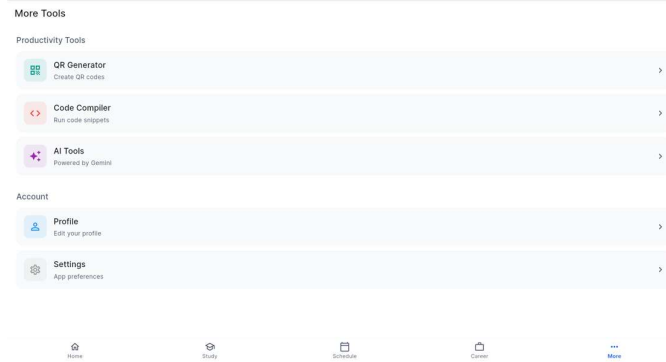 More Tools
Productivity Tools
QR Generator
Create QR codes
Code Compiler
Run code snippets
AI Tools
Powered by Gemini
Account
Profile
Edit your profile
Settings
App preferences
Home
Study
Schedule
Career
More